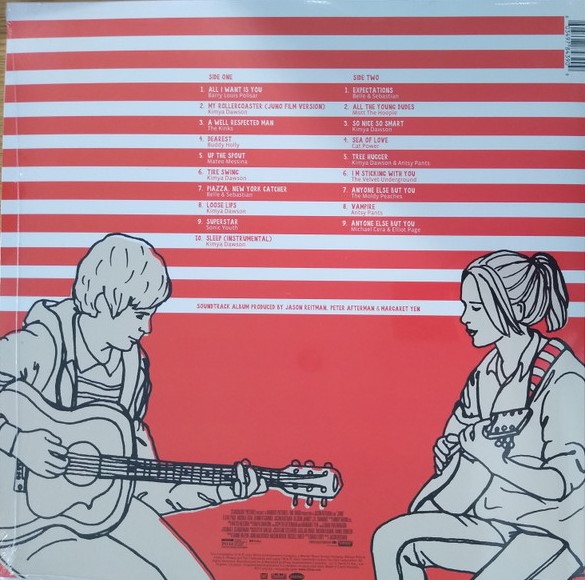 SIDE ONE
1. ALL I WANT IS YOU
Barry Louis Polisar
2. MY ROLLERCOASTER (JUNO FILM VERSION)
Kimya Dawson
3. A WELL RESPECTED MAN
The Kinks
4. DEAREST
Buddy Holly
5. UP THE SPOUT
Mateo Messina
6. TIRE SWING
Kimya Dawson
7. PIAZZA, NEW YORK CATCHER
Belle & Sebastian
8. LOOSE LIPS
Kimya Dawson
9. SUPERSTAR
Sonic Youth
10. SLEEP (INSTRUMENTAL)
Kimya Dawson
SIDE TWO
1. EXPECTATIONS
Belle & Sebastian
2. ALL THE YOUNG DUDES
Mott The Hoople
3. SO NICE SO SMART
Kimya Dawson
4. SEA OF LOVE
Cat Power
5. TREE HUGGER
Kimya Dawson & Antsy Pants
6. I'M STICKING WITH YOU
The Velvet Underground
7. ANYONE ELSE BUT YOU
The Moldy Peaches
8. VAMPIRE
Antsy Pants
9. ANYONE ELSE BUT YOU
Michael Cera & Elliot Page
SOUNDTRACK ALBUM PRODUCED BY JASON REITMAN, PETER AFTERMAN & MARGARET YEN